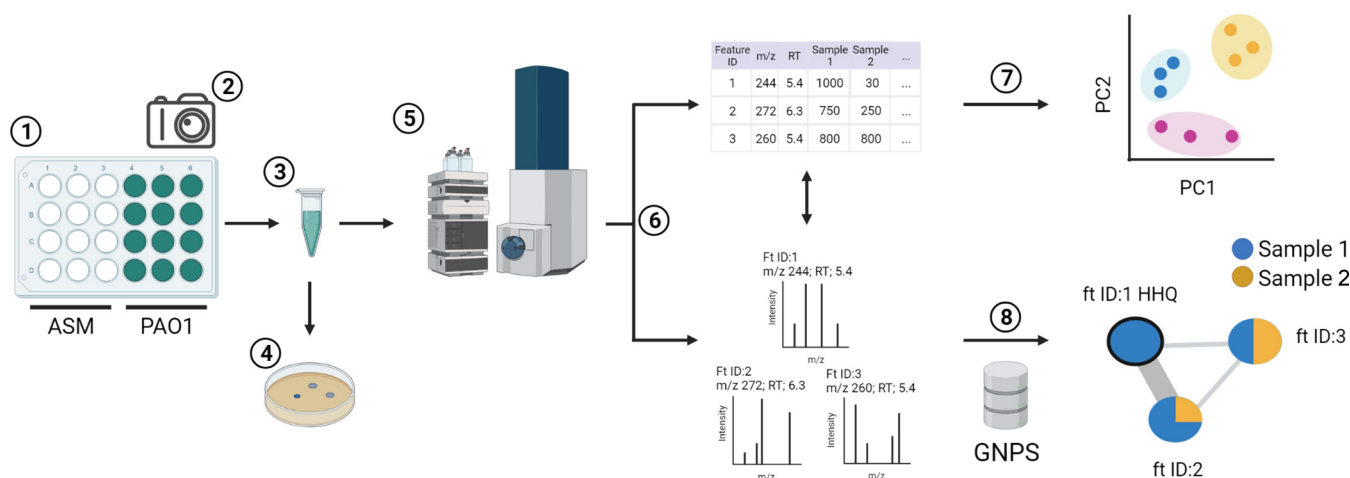 ①
1 2 3 4 5 6
A
B
C
D
ASM PAO1
②
③
④
⑤
⑥
Feature ID m/z RT Sample 1 Sample 2 ...
1 244 5.4 1000 30 ...
2 272 6.3 750 250 ...
3 260 5.4 800 800 ...
Ft ID:1
m/z 244; RT; 5.4
Intensity
m/z
Ft ID:2
m/z 272; RT; 6.3
Intensity
m/z
Ft ID:3
m/z 260; RT; 5.4
Intensity
m/z
⑦
PC2
PC1
⑧
GNPS
Sample 1
Sample 2
ft ID:1 HHQ
ft ID:3
ft ID:2